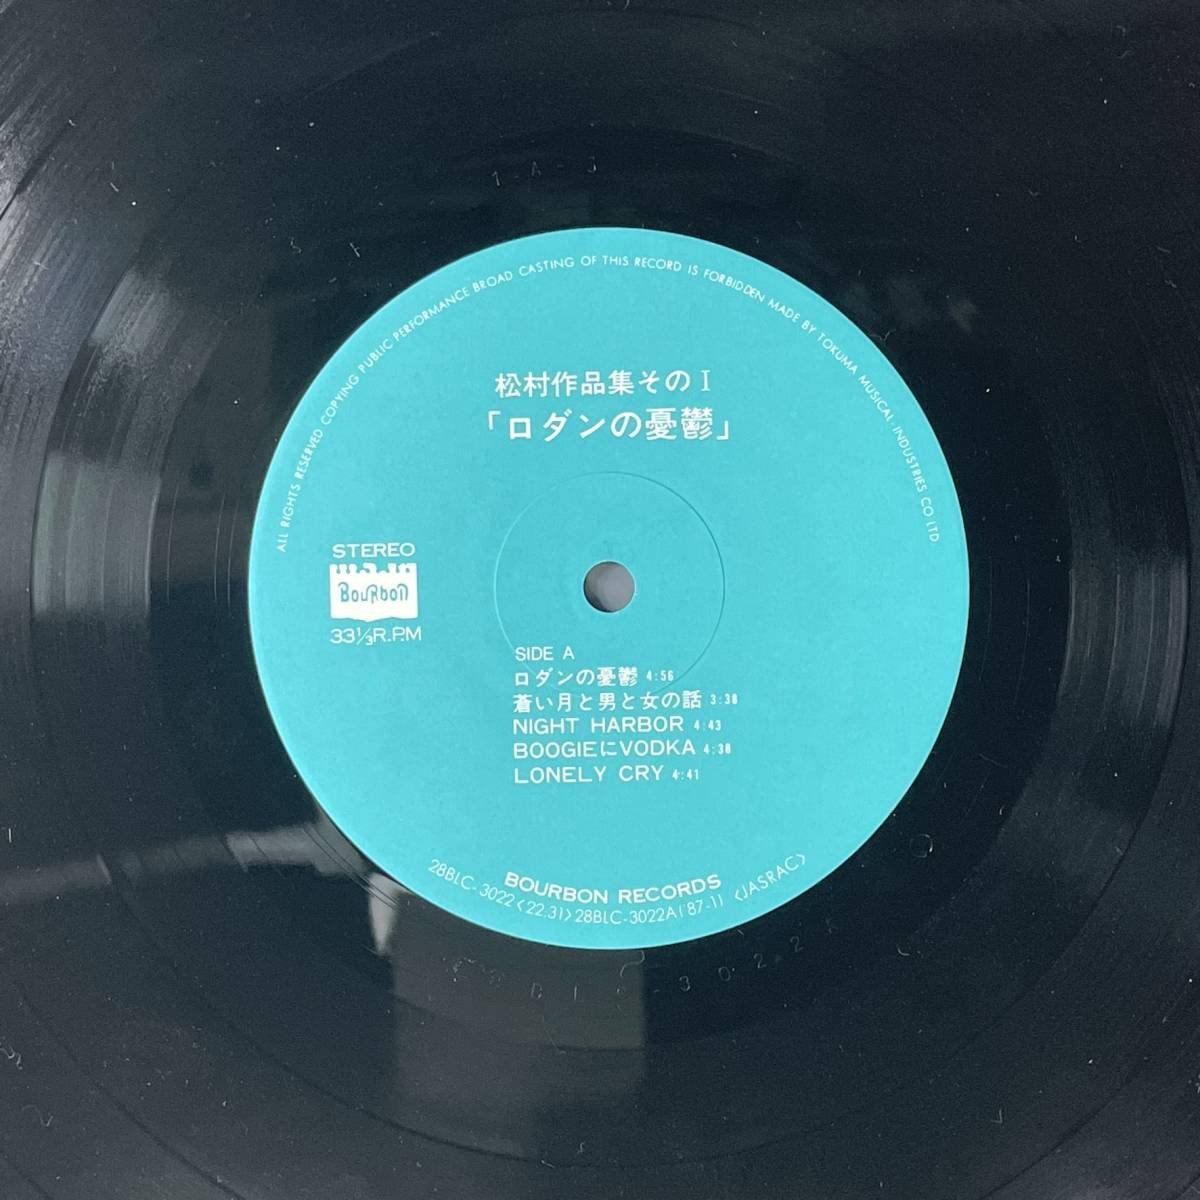 1-A-3
ALL RIGHTS RESERVED COPYING PUBLIC PERFORMANCE BROAD CASTING OF THIS RECORD IS FORBIDDEN MADE BY TOKUMA MUSICAL INDUSTRIES CO LTD
松村作品集そのI
「ロダンの憂鬱」
STEREO
BouRbon
33⅓R.P.M
SIDE A
ロダンの憂鬱 4:56
蒼い月と男と女の話 3:38
NIGHT HARBOR 4:43
BOOGIEにVODKA 4:38
LONELY CRY 4:41
BOURBON RECORDS
28BLC-3022<22.31>28BLC-3022A('87-1) <JASRAC>